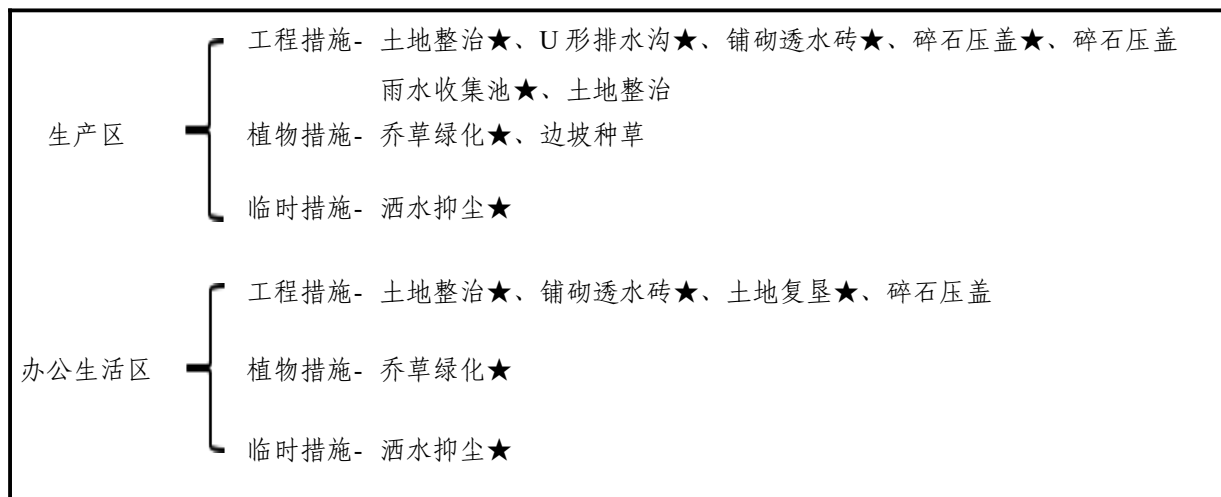 工程措施- 土地整治★、U 形排水沟★、铺砌透水砖★、碎石压盖★、碎石压盖
雨水收集池★、土地整治
生产区
植物措施- 乔草绿化★、边坡种草
临时措施- 洒水抑尘★
工程措施- 土地整治★、铺砌透水砖★、土地复垦★、碎石压盖
办公生活区
植物措施- 乔草绿化★
临时措施- 洒水抑尘★